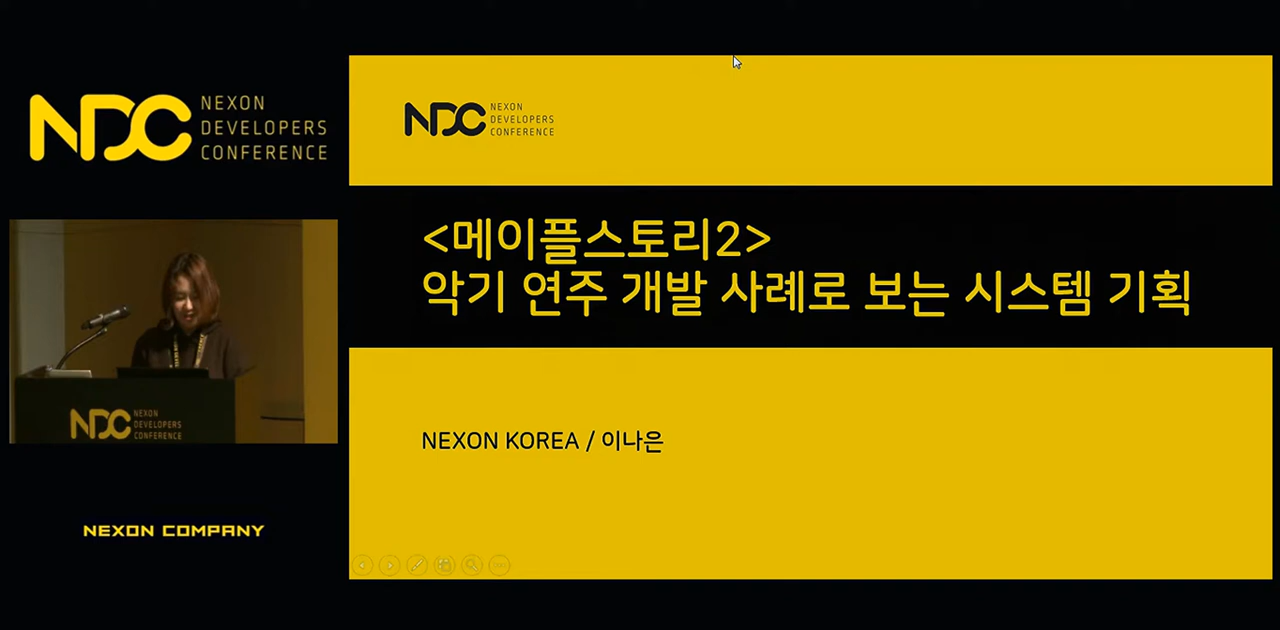 NDC NEXON
DEVELOPERS
CONFERENCE
NDC NEXON
DEVELOPERS
CONFERENCE
<메이플스토리2>
악기 연주 개발 사례로 보는 시스템 기획
NEXON KOREA / 이나은
NDC NEXON
DEVELOPERS
CONFERENCE
NEXON COMPANY